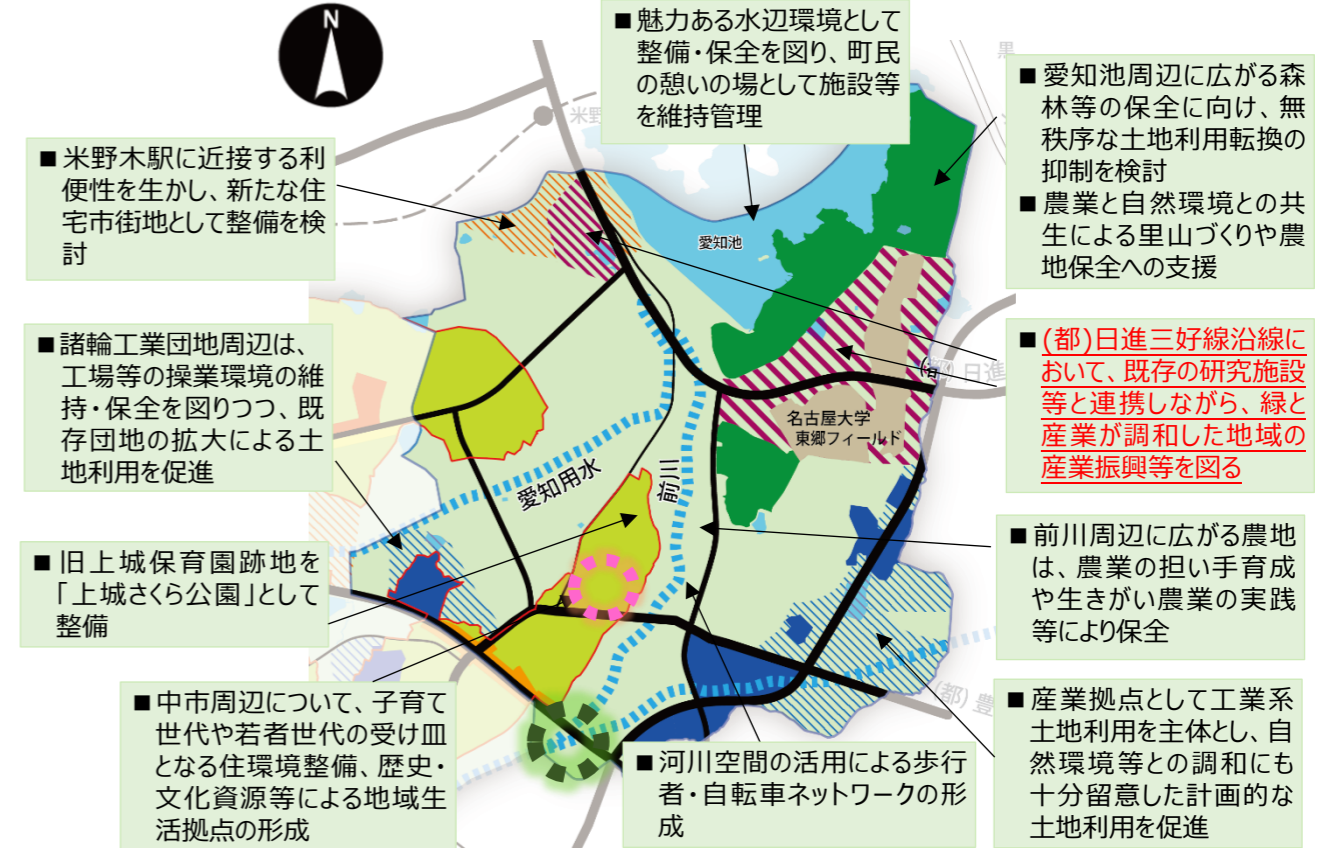 N
■魅力ある水辺環境として
整備・保全を図り、町民
の憩いの場として施設等
を維持管理
黒
■愛知池周辺に広がる森
林等の保全に向け、無
秩序な土地利用転換の
抑制を検討
■農業と自然環境との共
生による里山づくりや農
地保全への支援
米野
■米野木駅に近接する利
便性を生かし、新たな住
宅市街地として整備を検
討
愛知池
■諸輪工業団地周辺は、
工場等の操業環境の維
持・保全を図りつつ、既
存団地の拡大による土
地利用を促進
■(都)日進三好線沿線に
おいて、既存の研究施設
等と連携しながら、緑と
産業が調和した地域の
産業振興等を図る
日進
名古屋大学
東郷フィールド
愛知用水
前川
■旧上城保育園跡地を
「上城さくら公園」として
整備
■前川周辺に広がる農地
は、農業の担い手育成
や生きがい農業の実践
等により保全
■中市周辺について、子育て
世代や若者世代の受け皿
となる住環境整備、歴史・
文化資源等による地域生
活拠点の形成
■河川空間の活用による歩行
者・自転車ネットワークの形
成
(都)豊
■産業拠点として工業系
土地利用を主体とし、自
然環境等との調和にも
十分留意した計画的な
土地利用を促進